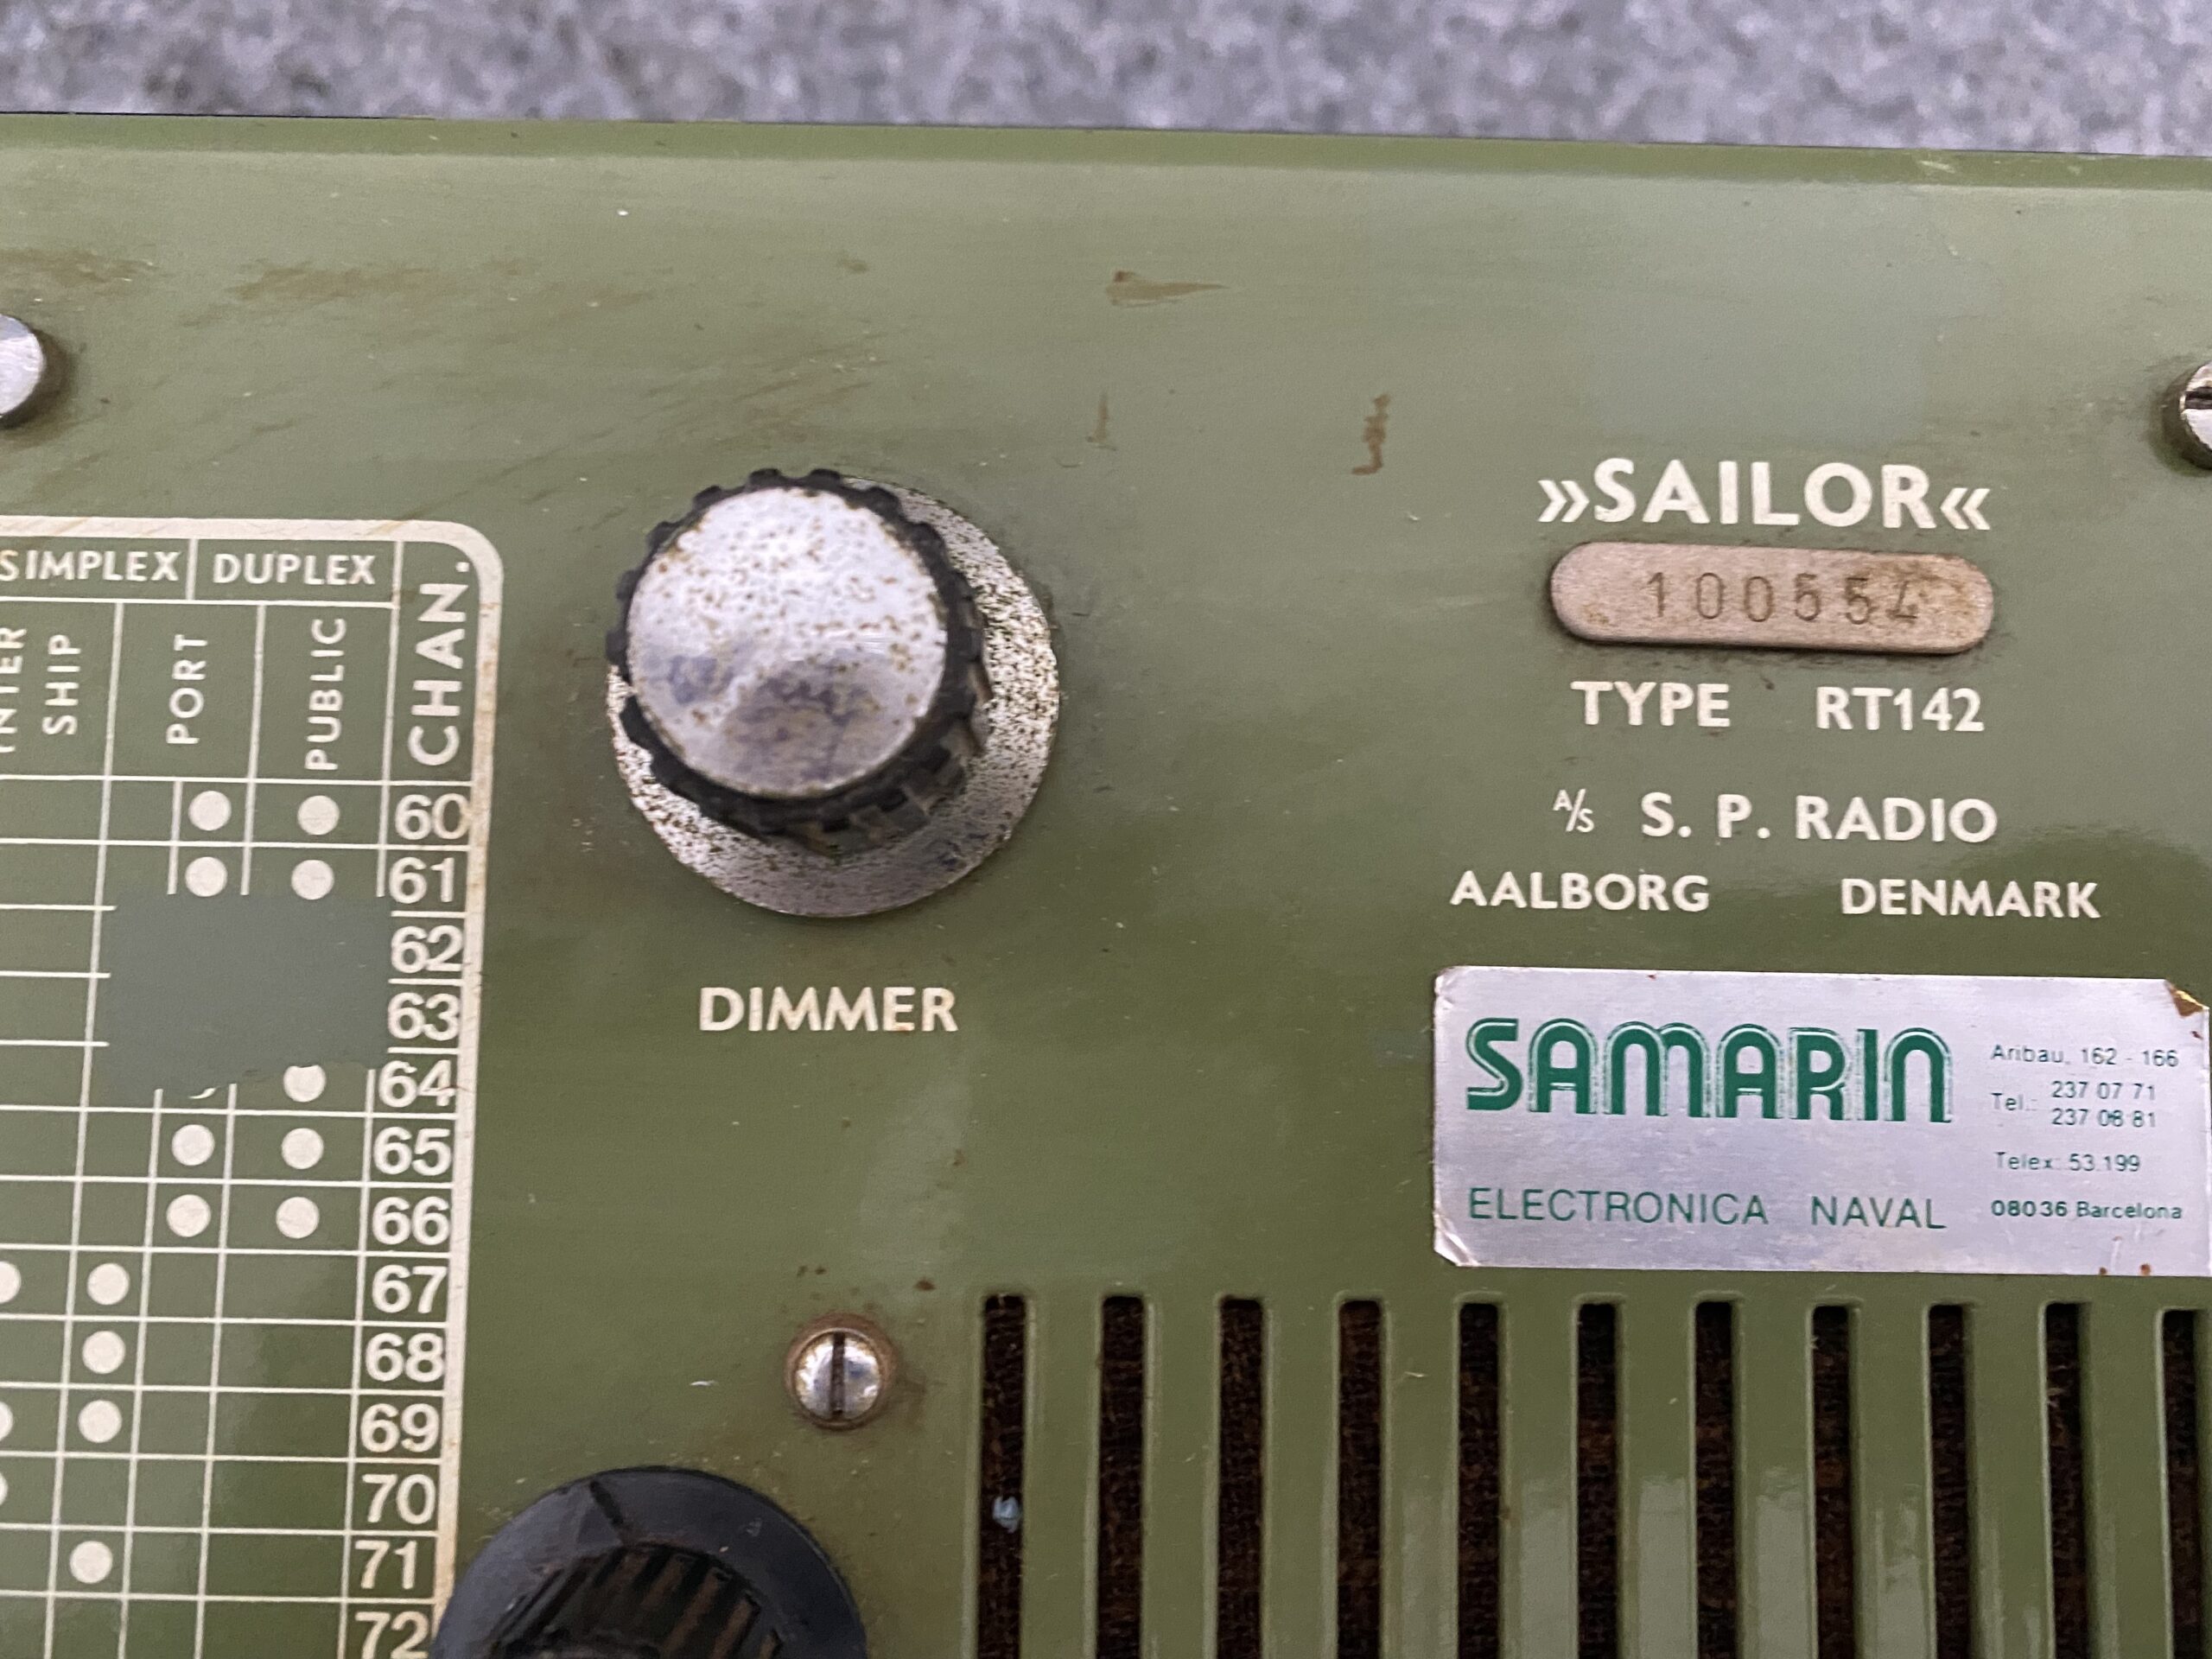 SIMPLEX DUPLEX
INTER
SHIP
PORT
PUBLIC
CHAN.
60
61
62
63
64
65
66
67
68
69
70
71
72
DIMMER
»SAILOR«
100554
TYPE RT142
A/S S. P. RADIO
AALBORG DENMARK
SAMARIN
ELECTRONICA NAVAL
Aribau, 162 - 166
Tel.: 237 07 71
237 08 81
Telex: 53.199
08036 Barcelona